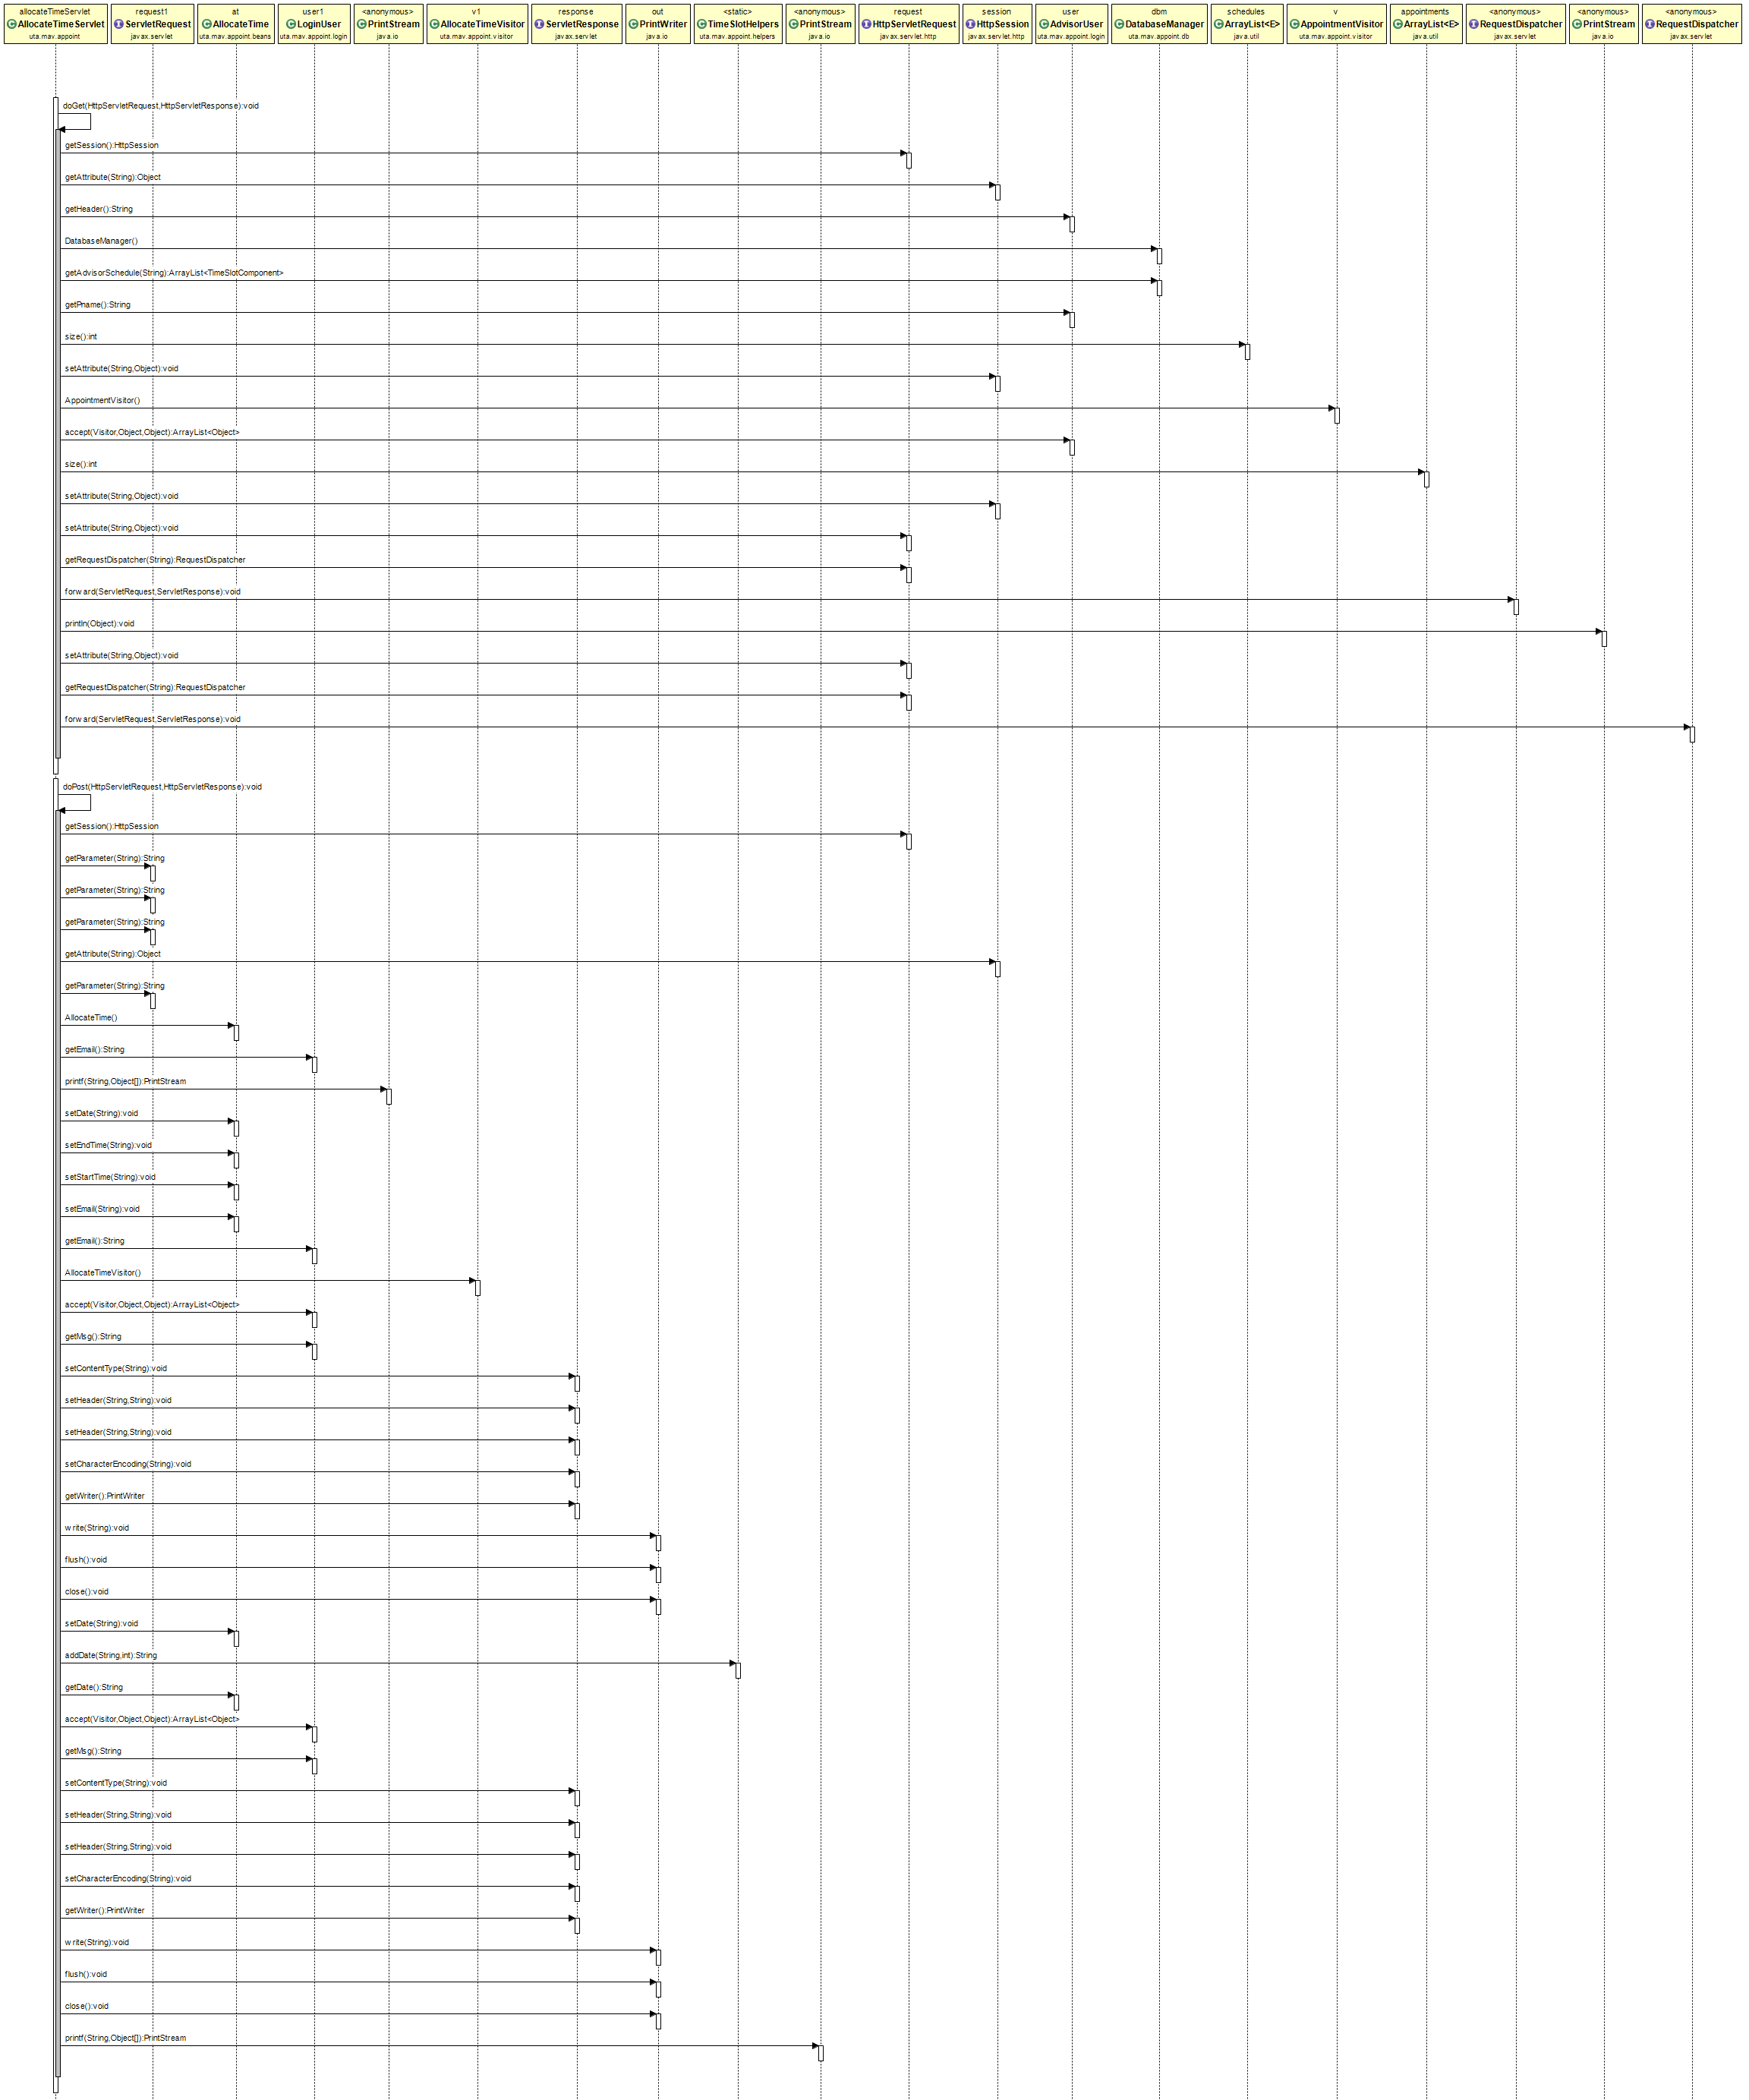 allocateTimeServlet
AllocateTimeServlet
uta.mav.appoint
request1
ServletRequest
javax.servlet
at
AllocateTime
uta.mav.appoint.beans
user1
LoginUser
uta.mav.appoint.login
<anonymous>
PrintStream
java.io
v1
AllocateTimeVisitor
uta.mav.appoint.visitor
response
ServletResponse
javax.servlet
out
PrintWriter
java.io
<static>
TimeSlotHelpers
uta.mav.appoint.helpers
<anonymous>
PrintStream
java.io
request
HttpServletRequest
javax.servlet.http
session
HttpSession
javax.servlet.http
user
AdvisorUser
uta.mav.appoint.login
dbm
DatabaseManager
uta.mav.appoint.db
schedules
ArrayList<E>
java.util
v
AppointmentVisitor
uta.mav.appoint.visitor
appointments
ArrayList<E>
java.util
<anonymous>
RequestDispatcher
javax.servlet
<anonymous>
PrintStream
java.io
<anonymous>
RequestDispatcher
javax.servlet
doGet(HttpServletRequest,HttpServletResponse):void
getSession():HttpSession
getAttribute(String):Object
getHeader():String
DatabaseManager()
getAdvisorSchedule(String):ArrayList<TimeSlotComponent>
getPname():String
size():int
setAttribute(String,Object):void
AppointmentVisitor()
accept(Visitor,Object,Object):ArrayList<Object>
size():int
setAttribute(String,Object):void
setAttribute(String,Object):void
getRequestDispatcher(String):RequestDispatcher
forward(ServletRequest,ServletResponse):void
println(Object):void
setAttribute(String,Object):void
getRequestDispatcher(String):RequestDispatcher
forward(ServletRequest,ServletResponse):void
doPost(HttpServletRequest,HttpServletResponse):void
getSession():HttpSession
getParameter(String):String
getParameter(String):String
getParameter(String):String
getAttribute(String):Object
getParameter(String):String
AllocateTime()
getEmail():String
printf(String,Object[]):PrintStream
setDate(String):void
setEndTime(String):void
setStartTime(String):void
setEmail(String):void
getEmail():String
AllocateTimeVisitor()
accept(Visitor,Object,Object):ArrayList<Object>
getMsg():String
setContentType(String):void
setHeader(String,String):void
setHeader(String,String):void
setCharacterEncoding(String):void
getWriter():PrintWriter
write(String):void
flush():void
close():void
setDate(String):void
addDate(String,int):String
getDate():String
accept(Visitor,Object,Object):ArrayList<Object>
getMsg():String
setContentType(String):void
setHeader(String,String):void
setHeader(String,String):void
setCharacterEncoding(String):void
getWriter():PrintWriter
write(String):void
flush():void
close():void
printf(String,Object[]):PrintStream